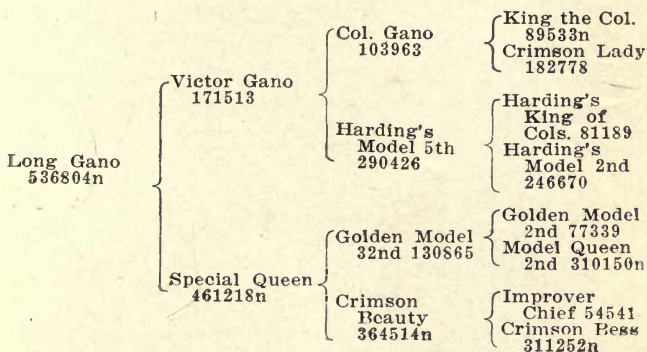 King the Col.
89533n
Col. Gano
103963
Crimson Lady
182778
Victor Gano
171513
Harding's
King of
Cols. 81189
Harding's
Model 5th
290426
Harding's
Model 2nd
246670
Long Gano
536804n
Golden Model
2nd 77339
Golden Model
32nd 130865
Model Queen
2nd 310150n
Special Queen
461218n
Improver
Chief 54541
Crimson
Beauty
364514n
Crimson Bess
311252n